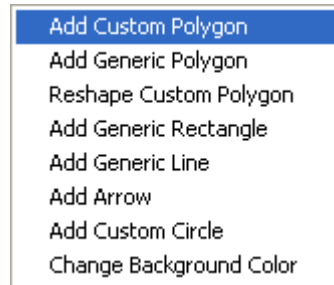 Add Custom Polygon
Add Generic Polygon
Reshape Custom Polygon
Add Generic Rectangle
Add Generic Line
Add Arrow
Add Custom Circle
Change Background Color